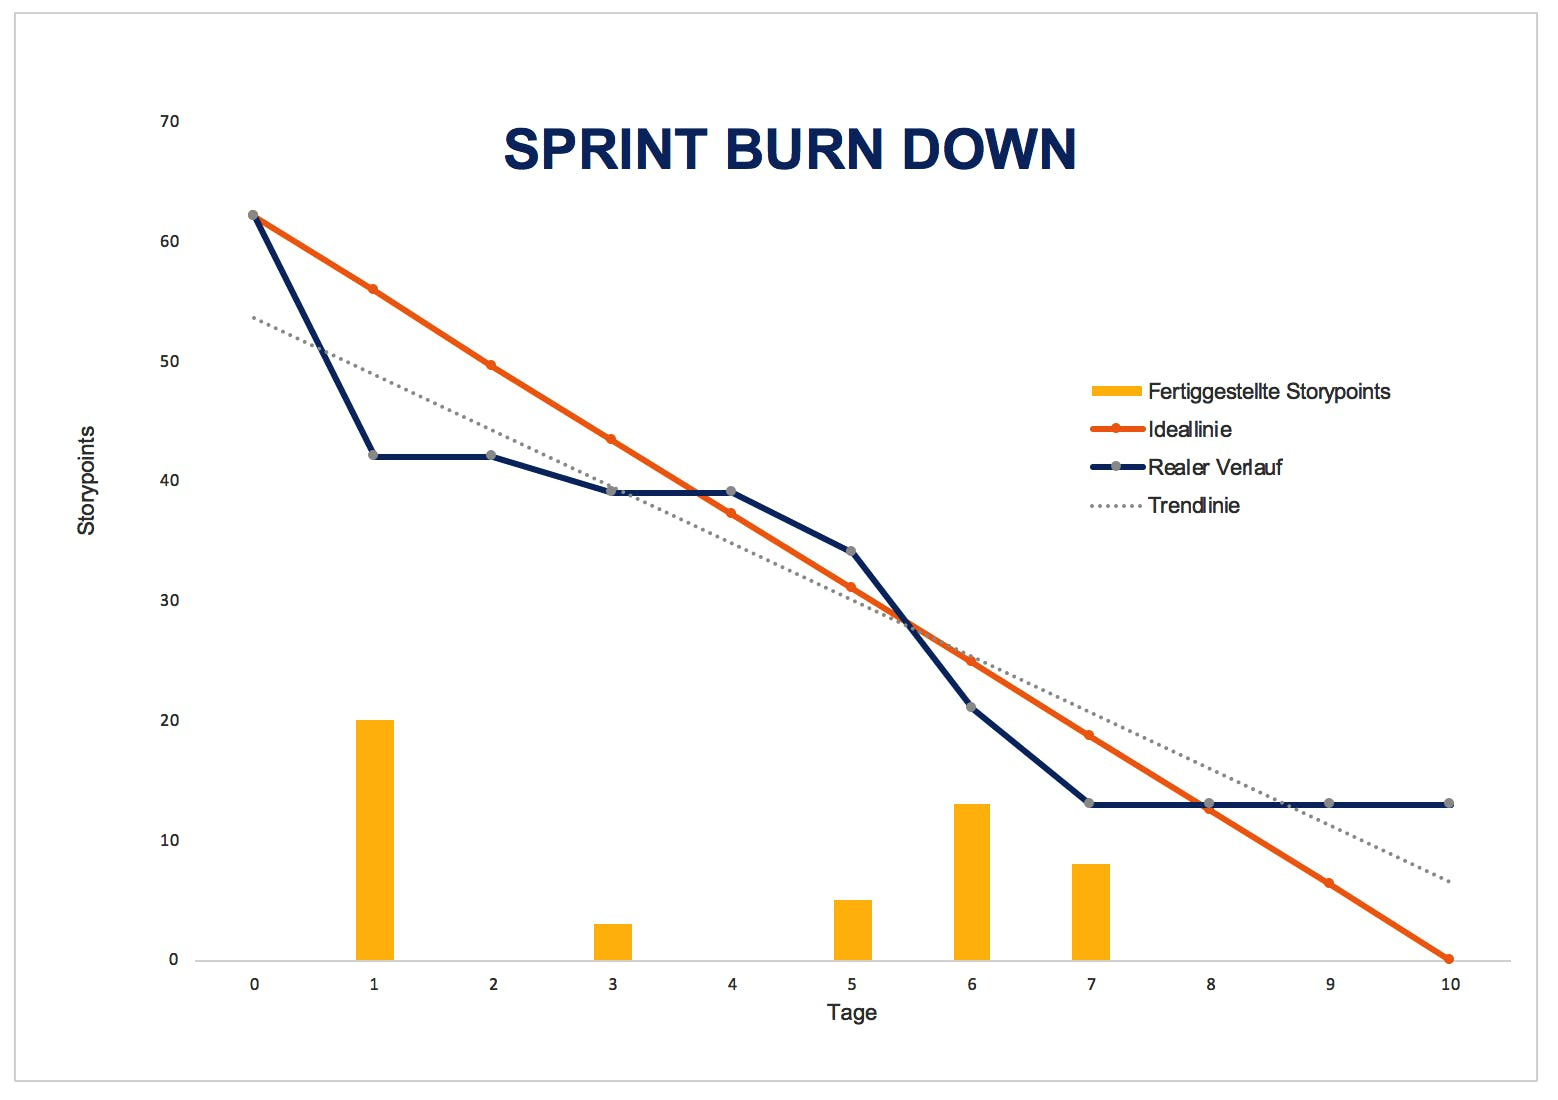 SPRINT BURN DOWN
70
60
50
40
30
20
10
0
Storypoints
Fertiggestellte Storypoints
Ideallinie
Realer Verlauf
Trendlinie
0 1 2 3 4 5 6 7 8 9 10
Tage